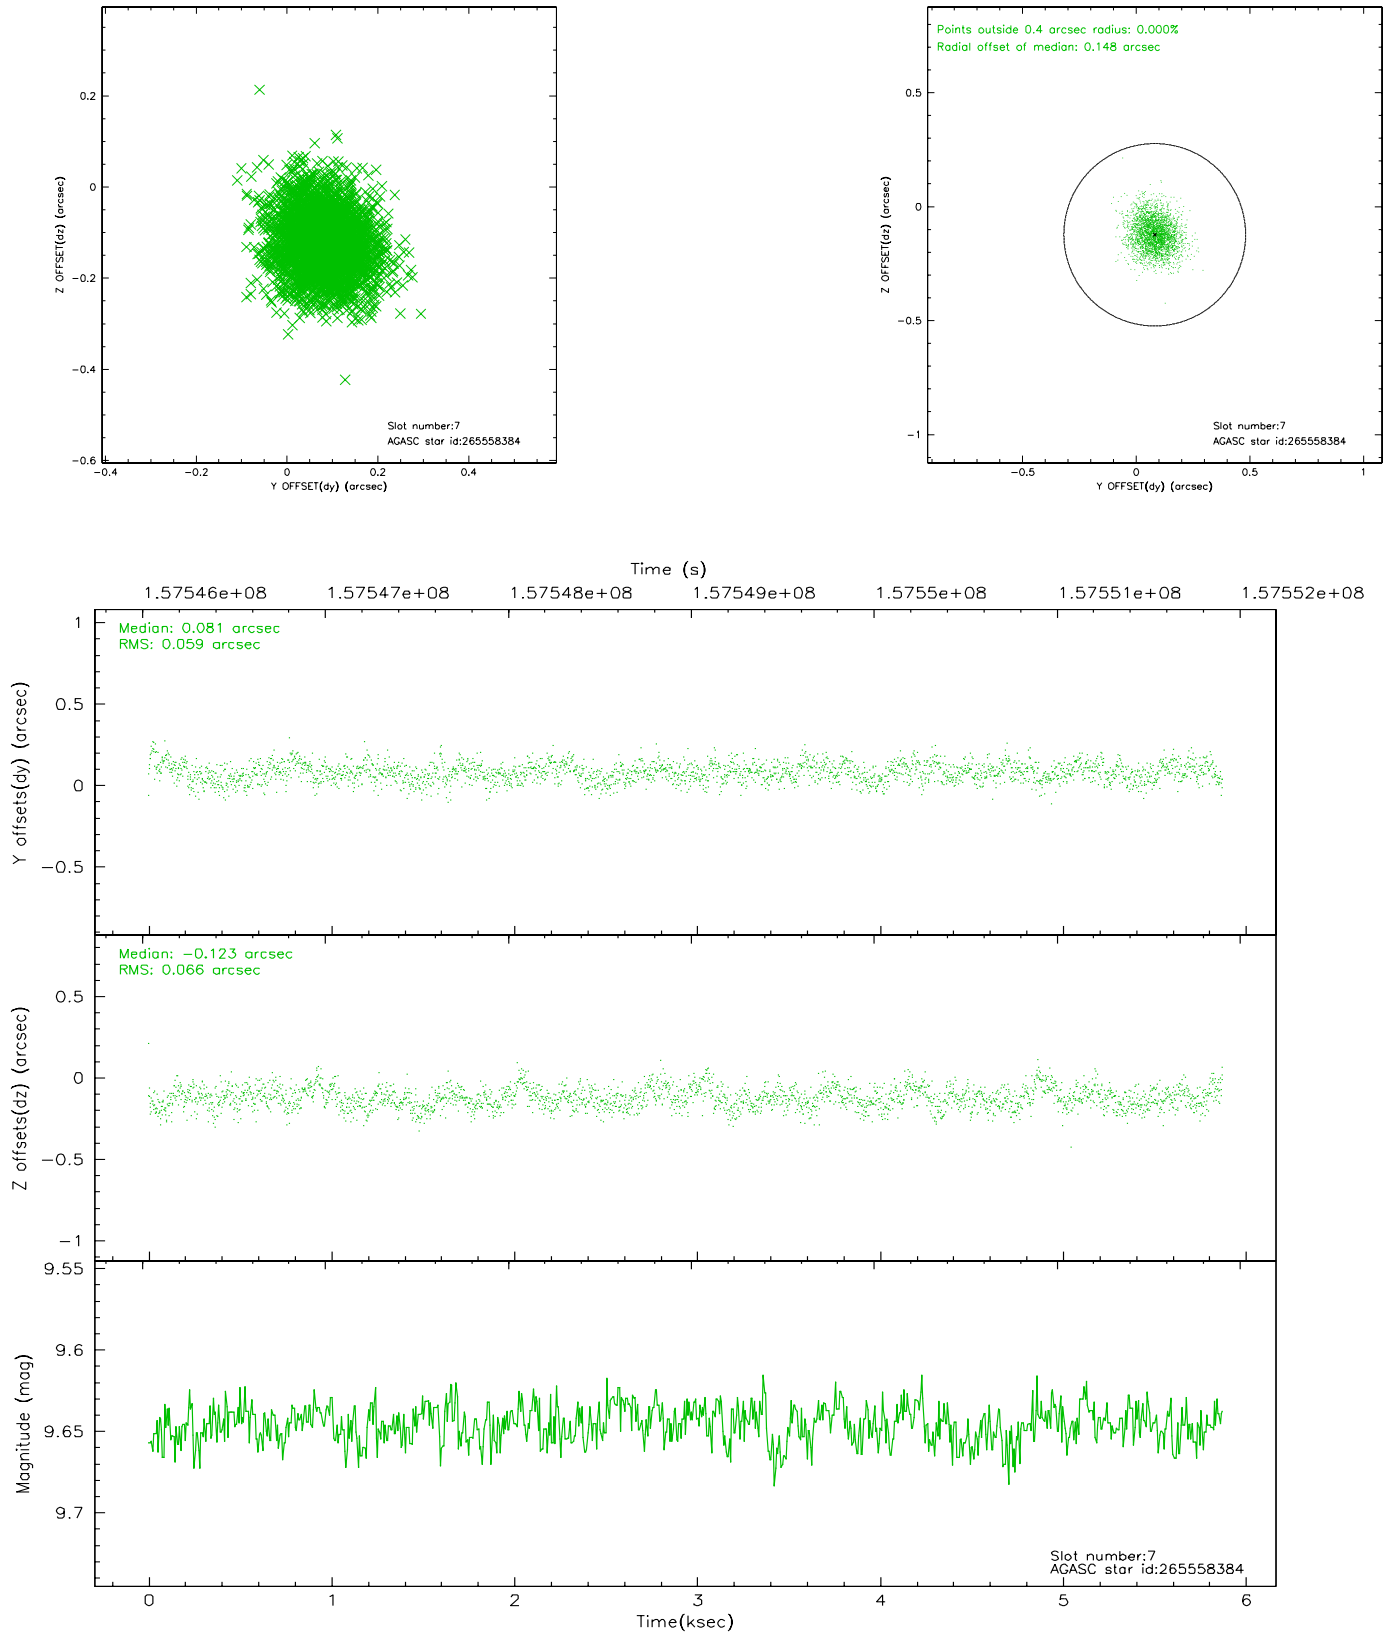 0.2
0
-0.2
-0.4
-0.6
-0.4
-0.2
0
0.2
0.4
Z OFFSET(dz) (arcsec)
Y OFFSET(dy) (arcsec)
Slot number:7
AGASC star id:265558384
Points outside 0.4 arcsec radius: 0.000%
Radial offset of median: 0.148 arcsec
0.5
0
-0.5
-1
-0.5
0
0.5
1
Z OFFSET(dz) (arcsec)
Y OFFSET(dy) (arcsec)
Slot number:7
AGASC star id:265558384
Time (s)
1.57546e+08 1.57547e+08 1.57548e+08 1.57549e+08 1.5755e+08 1.57551e+08 1.57552e+08
Median: 0.081 arcsec
RMS: 0.059 arcsec
1
0.5
0
-0.5
Y offsets(dy) (arcsec)
Median: -0.123 arcsec
RMS: 0.066 arcsec
0.5
0
-0.5
-1
Z offsets(dz) (arcsec)
9.55
9.6
9.65
9.7
Magnitude (mag)
Slot number:7
AGASC star id:265558384
0 1 2 3 4 5 6
Time(ksec)